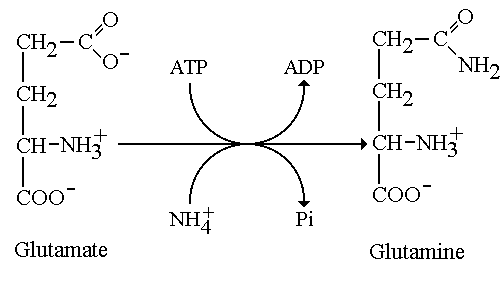 CH₂–C=O
O⁻
CH₂
CH–NH₃⁺
COO⁻
Glutamate
ATP
ADP
NH₄⁺
Pi
CH₂–C=O
NH₂
CH₂
CH–NH₃⁺
COO⁻
Glutamine